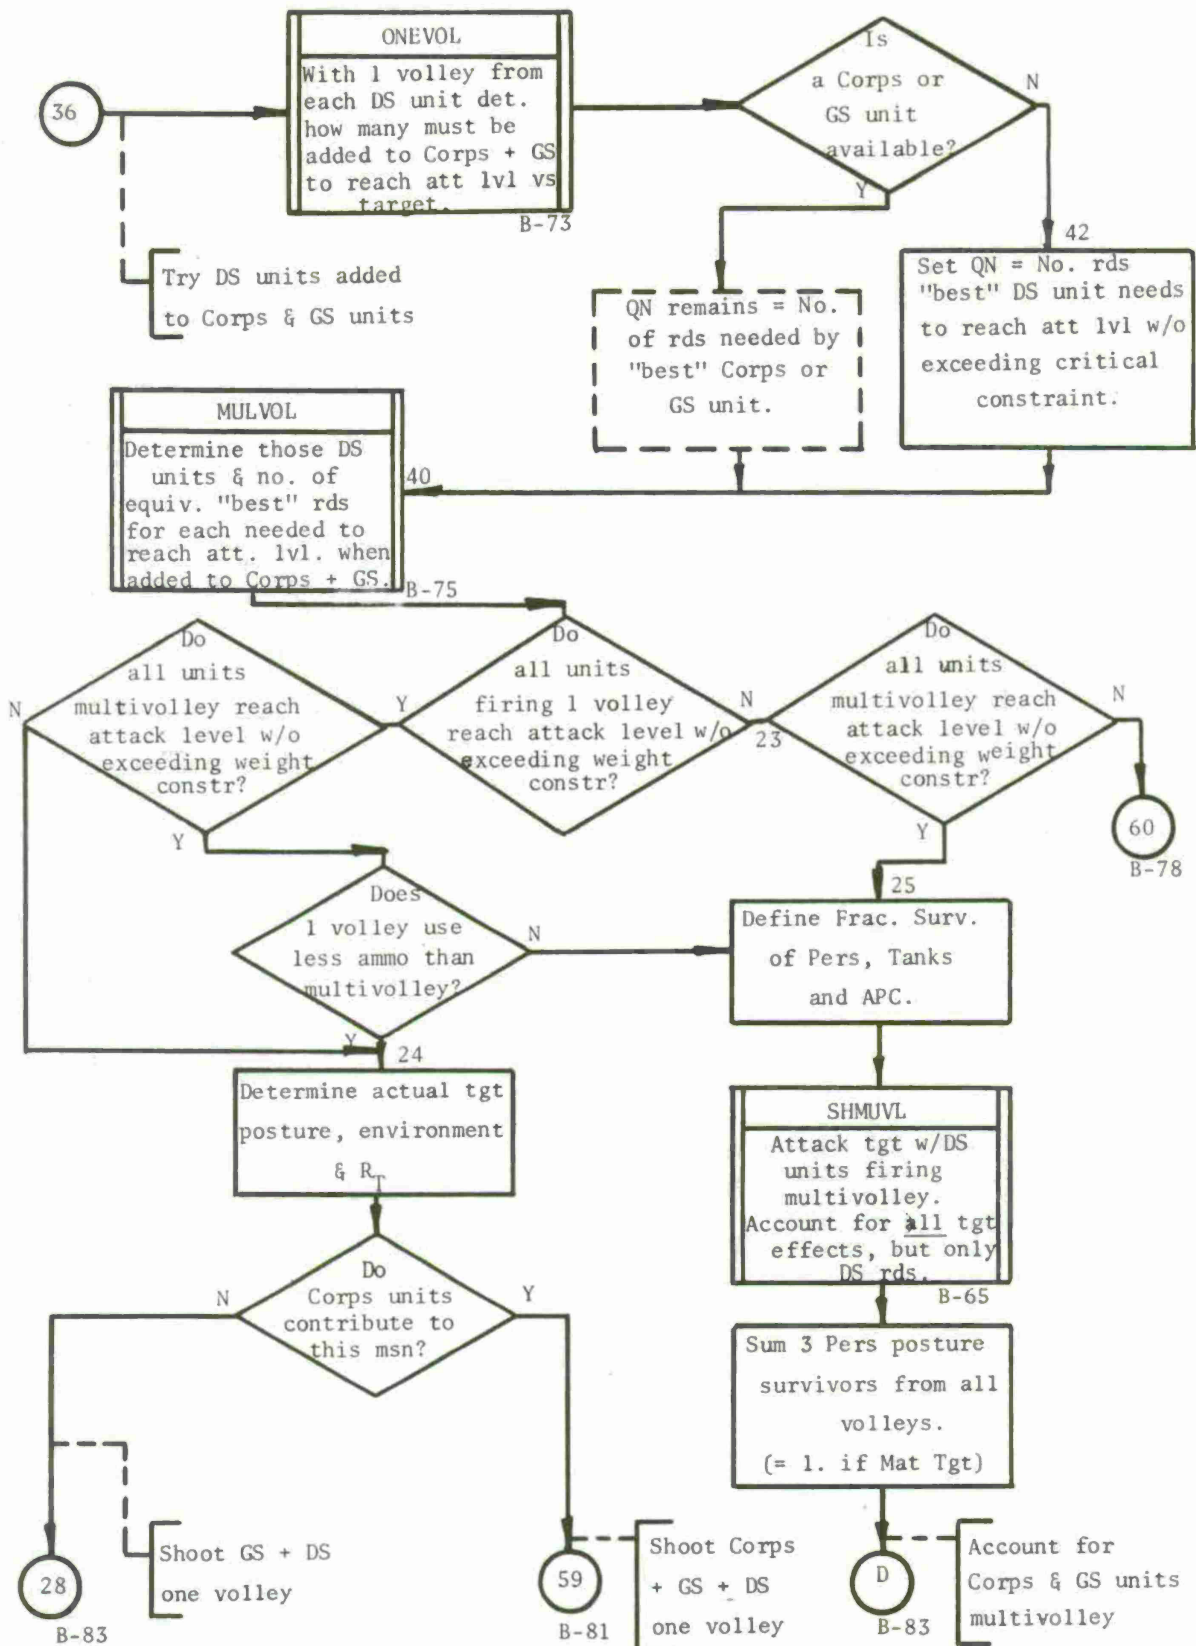 36
ONEVOL
With 1 volley from
each DS unit det.
how many must be
added to Corps + GS
to reach att lvl vs
target.
B-73
Is
a Corps or
GS unit
available?
N
Y
Try DS units added
to Corps & GS units
QN remains = No.
of rds needed by
"best" Corps or
GS unit.
42
Set QN = No. rds
"best" DS unit needs
to reach att lvl w/o
exceeding critical
constraint.
MULVOL
Determine those DS
units & no. of
equiv. "best" rds
for each needed to
reach att. lvl. when
added to Corps + GS.
40
B-75
Do
all units
multivolley reach
attack level w/o
exceeding weight
constr?
N
Y
Do
all units
firing 1 volley
reach attack level w/o
exceeding weight
constr?
Y
N
23
Do
all units
multivolley reach
attack level w/o
exceeding weight
constr?
N
Y
60
B-78
Does
1 volley use
less ammo than
multivolley?
N
Y
25
Define Frac. Surv.
of Pers, Tanks
and APC.
24
Determine actual tgt
posture, environment
& R_T
SHMUVL
Attack tgt w/DS
units firing
multivolley.
Account for all tgt
effects, but only
DS rds.
B-65
Do
Corps units
contribute to
this msn?
N
Y
Sum 3 Pers posture
survivors from all
volleys.
(= 1. if Mat Tgt)
28
B-83
Shoot GS + DS
one volley
59
B-81
Shoot Corps
+ GS + DS
one volley
D
B-83
Account for
Corps & GS units
multivolley